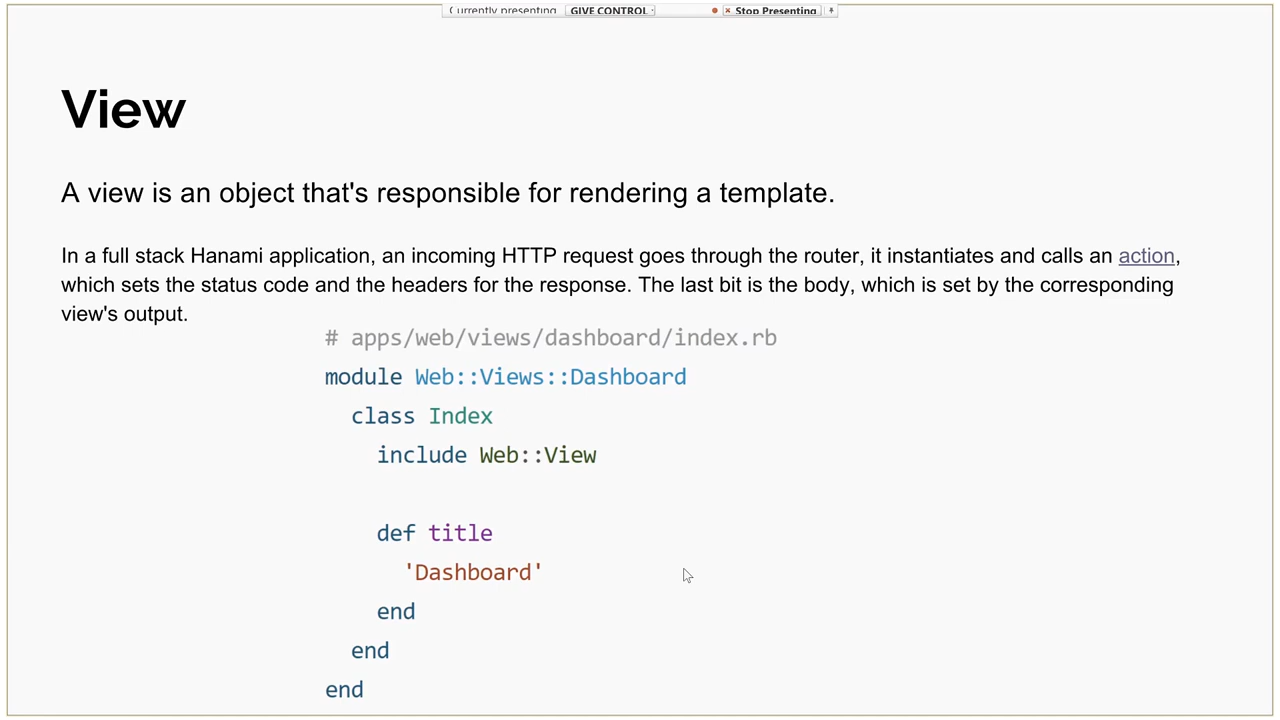 Currently presenting GIVE CONTROL Stop Presenting
View
A view is an object that's responsible for rendering a template.
In a full stack Hanami application, an incoming HTTP request goes through the router, it instantiates and calls an action,
which sets the status code and the headers for the response. The last bit is the body, which is set by the corresponding
view's output.
# apps/web/views/dashboard/index.rb
module Web::Views::Dashboard
class Index
include Web::View
def title
'Dashboard'
end
end
end